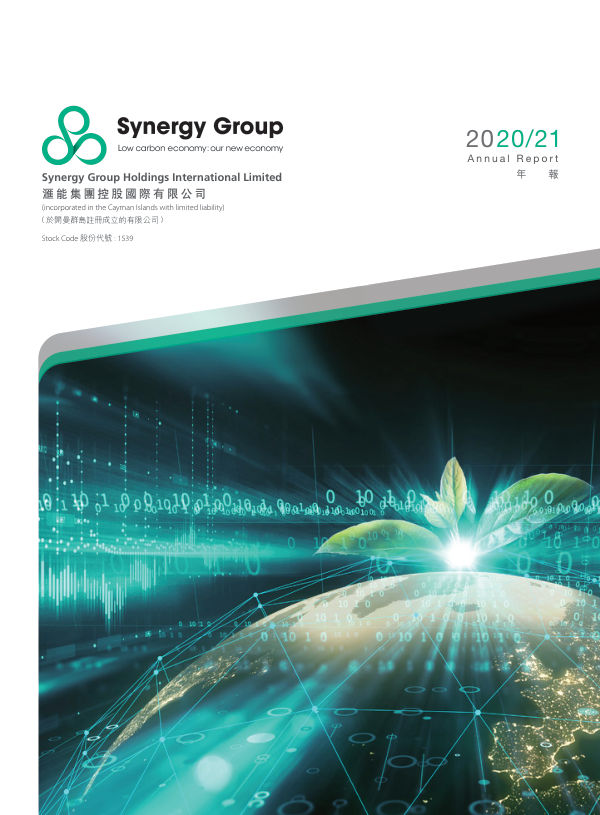 Synergy Group
Low carbon economy: our new economy
2020/21
Annual Report
年 報
Synergy Group Holdings International Limited
滙能集團控股國際有限公司
(incorporated in the Cayman Islands with limited liability)
(於開曼群島註冊成立的有限公司)
Stock Code 股份代號 : 1539